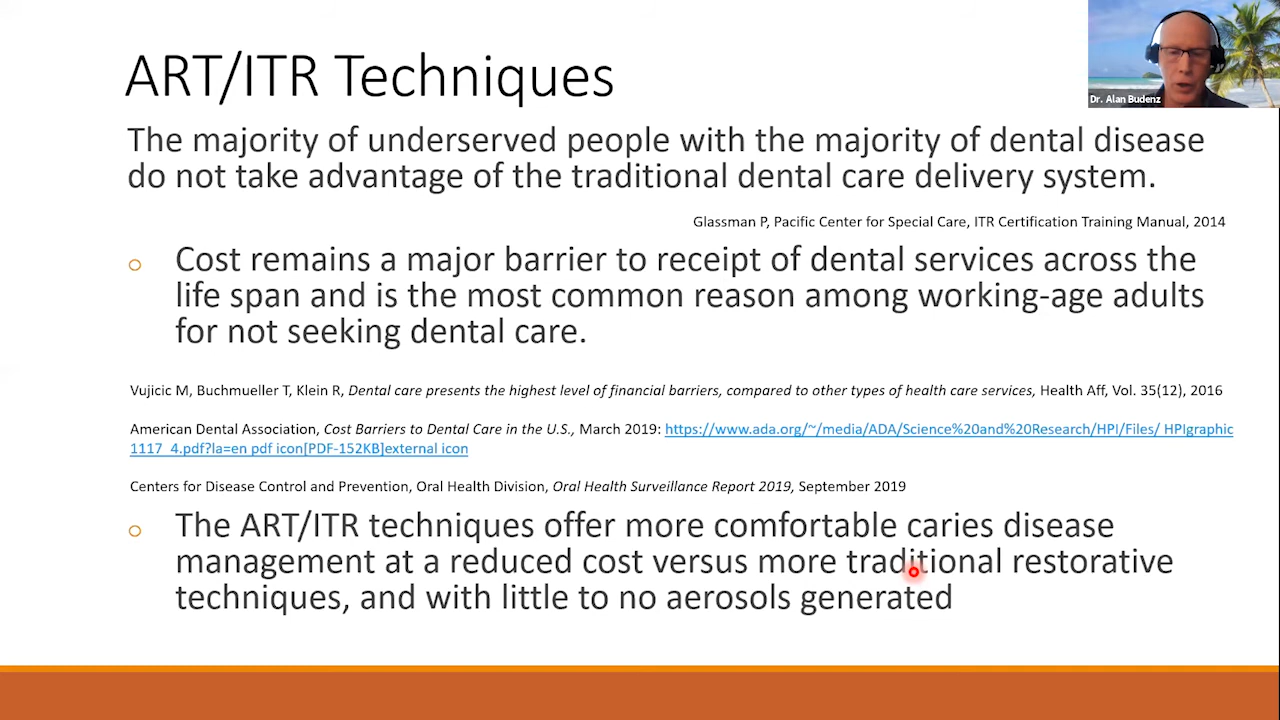 ART/ITR Techniques
Dr. Alan Budenz
The majority of underserved people with the majority of dental disease
do not take advantage of the traditional dental care delivery system.
Glassman P, Pacific Center for Special Care, ITR Certification Training Manual, 2014
Cost remains a major barrier to receipt of dental services across the
life span and is the most common reason among working-age adults
for not seeking dental care.
Vujicic M, Buchmueller T, Klein R, Dental care presents the highest level of financial barriers, compared to other types of health care services, Health Aff, Vol. 35(12), 2016
American Dental Association, Cost Barriers to Dental Care in the U.S., March 2019: https://www.ada.org/~/media/ADA/Science%20and%20Research/HPI/Files/ HPIgraphic
1117_4.pdf?la=en pdf icon[PDF-152KB]external icon
Centers for Disease Control and Prevention, Oral Health Division, Oral Health Surveillance Report 2019, September 2019
The ART/ITR techniques offer more comfortable caries disease
management at a reduced cost versus more traditional restorative
techniques, and with little to no aerosols generated